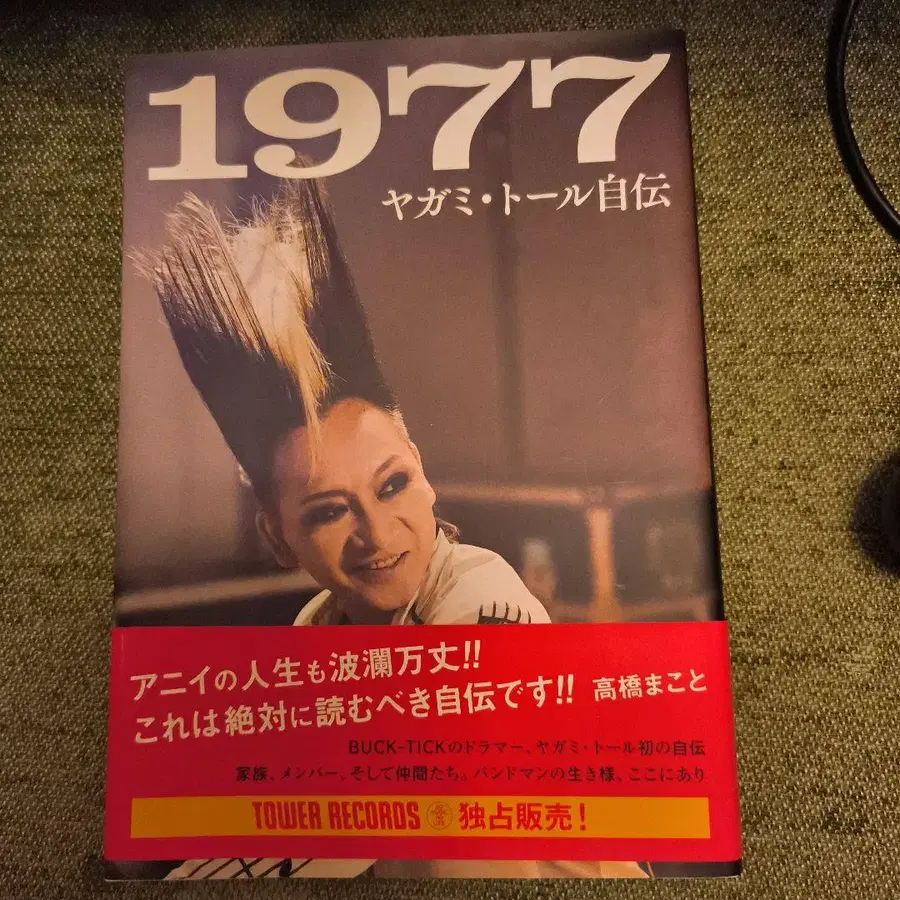 1977
ヤガミ・トール自伝
アニイの人生も波瀾万丈!!
これは絶対に読むべき自伝です!! 高橋まこと
BUCK-TICKのドラマー、ヤガミ・トール初の自伝
家族、メンバー、そして仲間たち。バンドマンの生き様、ここにあり
TOWER RECORDS 独占販売!